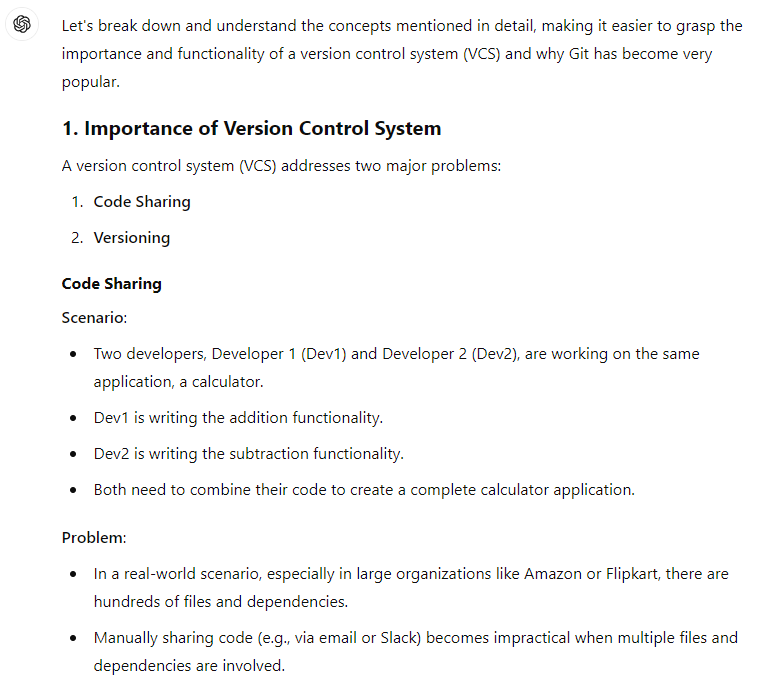 Let's break down and understand the concepts mentioned in detail, making it easier to grasp the
importance and functionality of a version control system (VCS) and why Git has become very
popular.
1. Importance of Version Control System
A version control system (VCS) addresses two major problems:
1. Code Sharing
2. Versioning
Code Sharing
Scenario:
• Two developers, Developer 1 (Dev1) and Developer 2 (Dev2), are working on the same
application, a calculator.
• Dev1 is writing the addition functionality.
• Dev2 is writing the subtraction functionality.
• Both need to combine their code to create a complete calculator application.
Problem:
• In a real-world scenario, especially in large organizations like Amazon or Flipkart, there are
hundreds of files and dependencies.
• Manually sharing code (e.g., via email or Slack) becomes impractical when multiple files and
dependencies are involved.